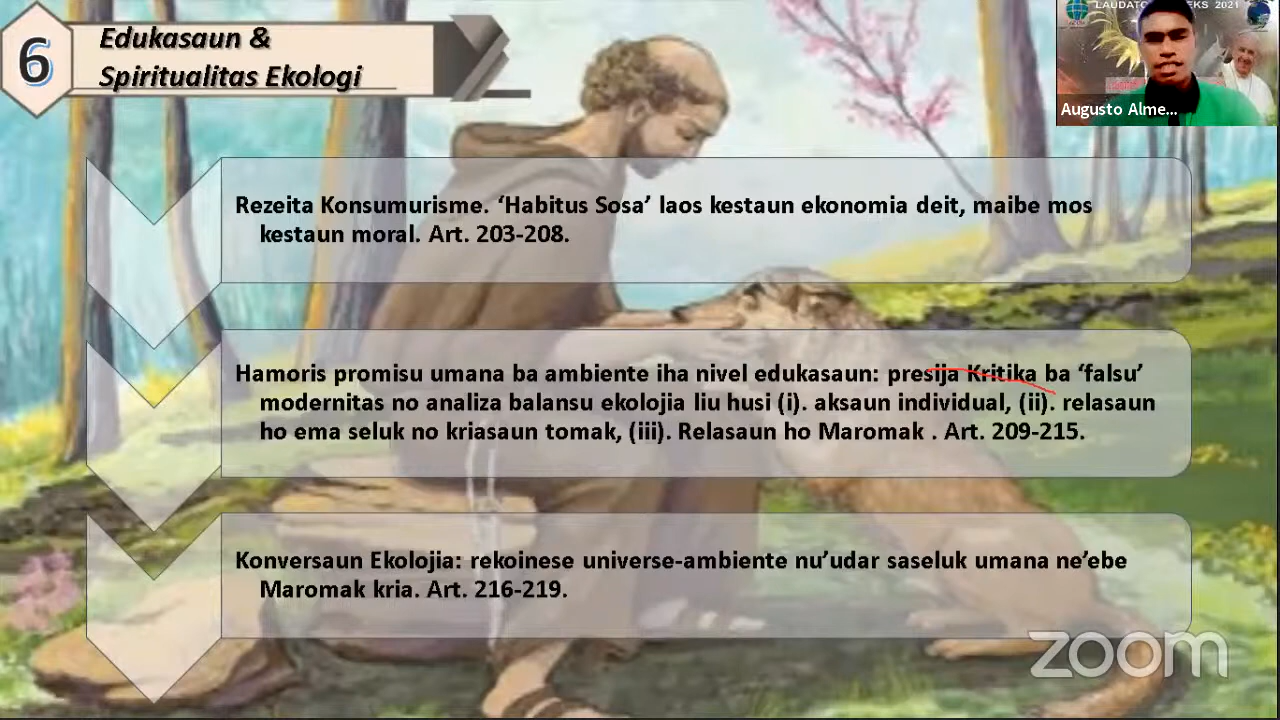 6
Edukasaun &
Spiritualitas Ekologi
LAUDATO
EKS 2021
Augusto Alme...
Rezeita Konsumurisme. ‘Habitus Sosa’ laos kestaun ekonomia deit, maibe mos
kestaun moral. Art. 203-208.
Hamoris promisu umana ba ambiente iha nivel edukasaun: presija Kritika ba ‘falsu’
modernitas no analiza balansu ekolojia liu husi (i). aksaun individual, (ii). relasaun
ho ema seluk no kriasaun tomak, (iii). Relasaun ho Maromak . Art. 209-215.
Konversaun Ekolojia: rekoinese universe-ambiente nu’udar saseluk umana ne’ebe
Maromak kria. Art. 216-219.
zoom